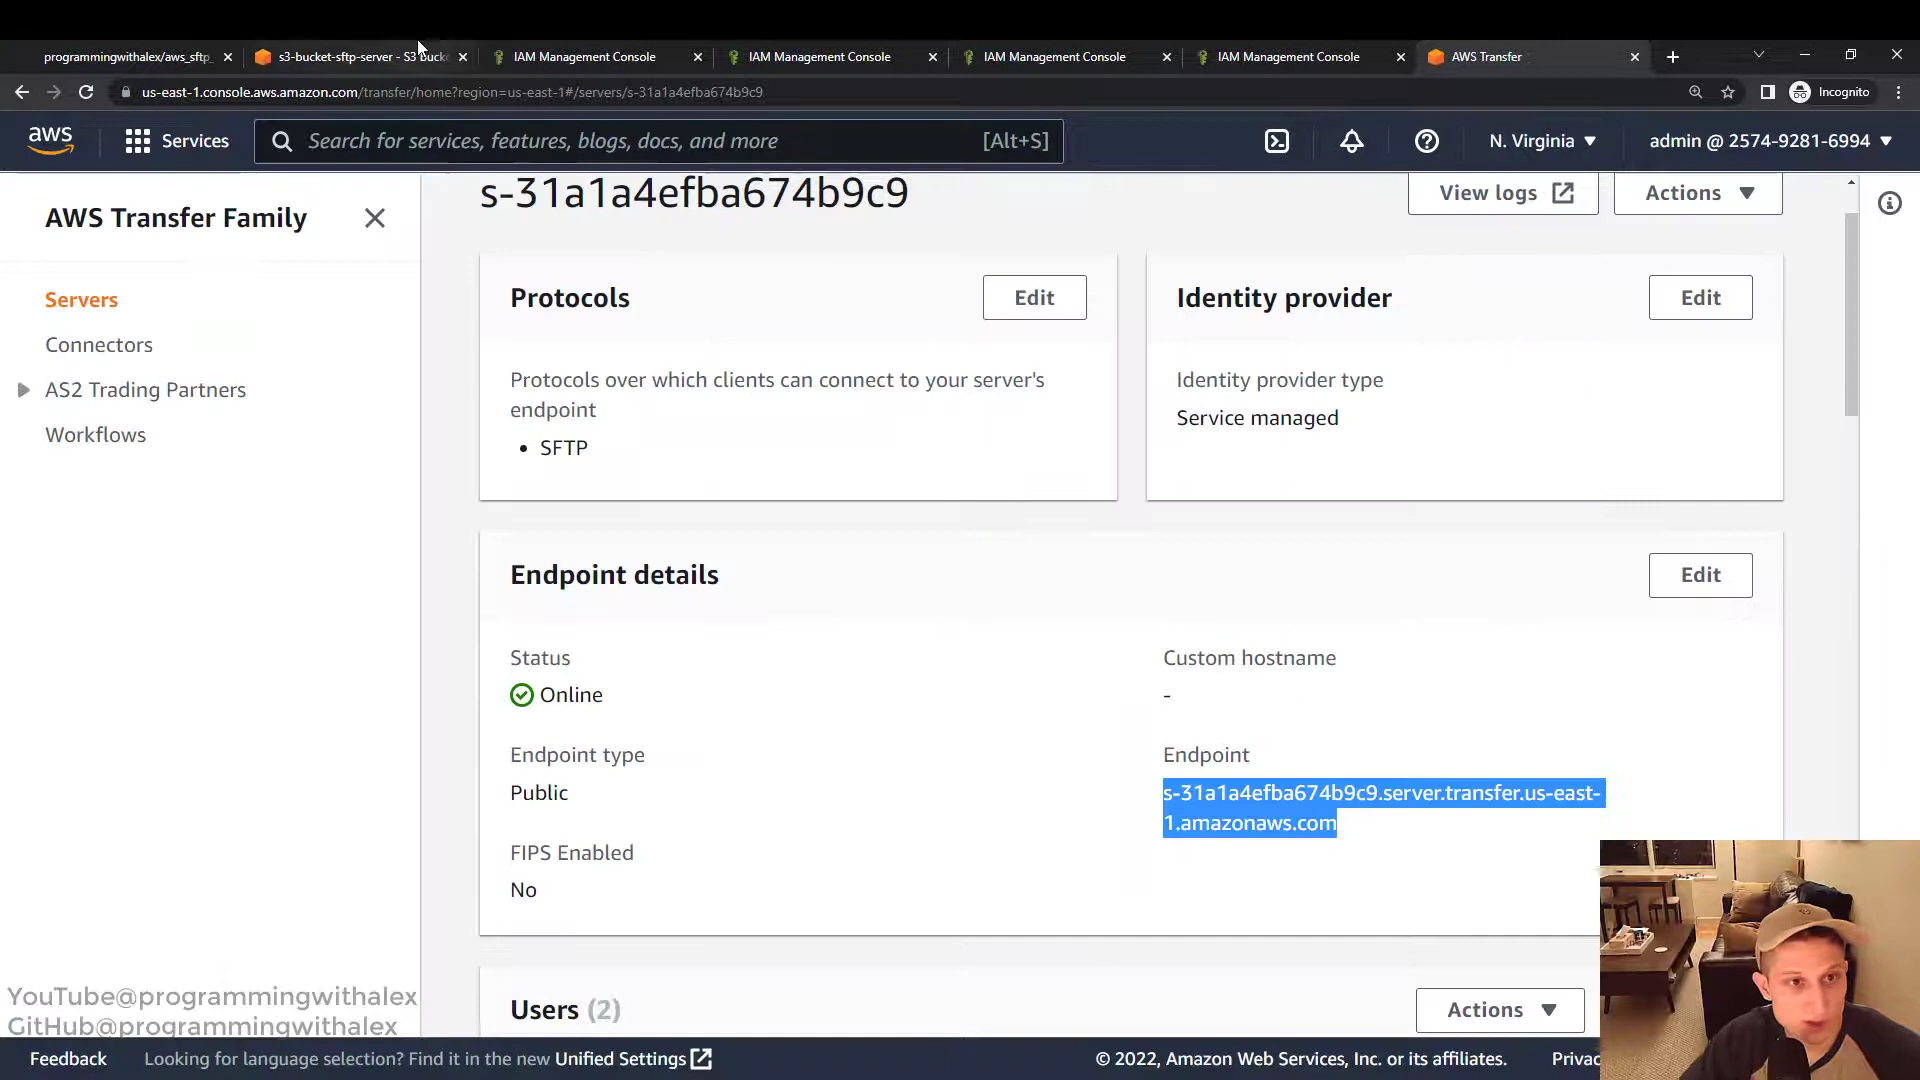 programmingwithalex/aws_sftp_
s3-bucket-sftp-server - S3 bucke
IAM Management Console
IAM Management Console
IAM Management Console
IAM Management Console
AWS Transfer
us-east-1.console.aws.amazon.com/transfer/home?region=us-east-1#/servers/s-31a1a4efba674b9c9
Incognito
aws
Services
Search for services, features, blogs, docs, and more
[Alt+S]
N. Virginia
admin @ 2574-9281-6994
AWS Transfer Family
Servers
Connectors
AS2 Trading Partners
Workflows
s-31a1a4efba674b9c9
View logs
Actions
Protocols
Edit
Protocols over which clients can connect to your server's
endpoint
• SFTP
Identity provider
Edit
Identity provider type
Service managed
Endpoint details
Edit
Status
Online
Custom hostname
-
Endpoint type
Public
Endpoint
s-31a1a4efba674b9c9.server.transfer.us-east-
1.amazonaws.com
FIPS Enabled
No
Users (2)
Actions
YouTube@programmingwithalex
GitHub@programmingwithalex
Feedback
Looking for language selection? Find it in the new Unified Settings
© 2022, Amazon Web Services, Inc. or its affiliates.
Privac